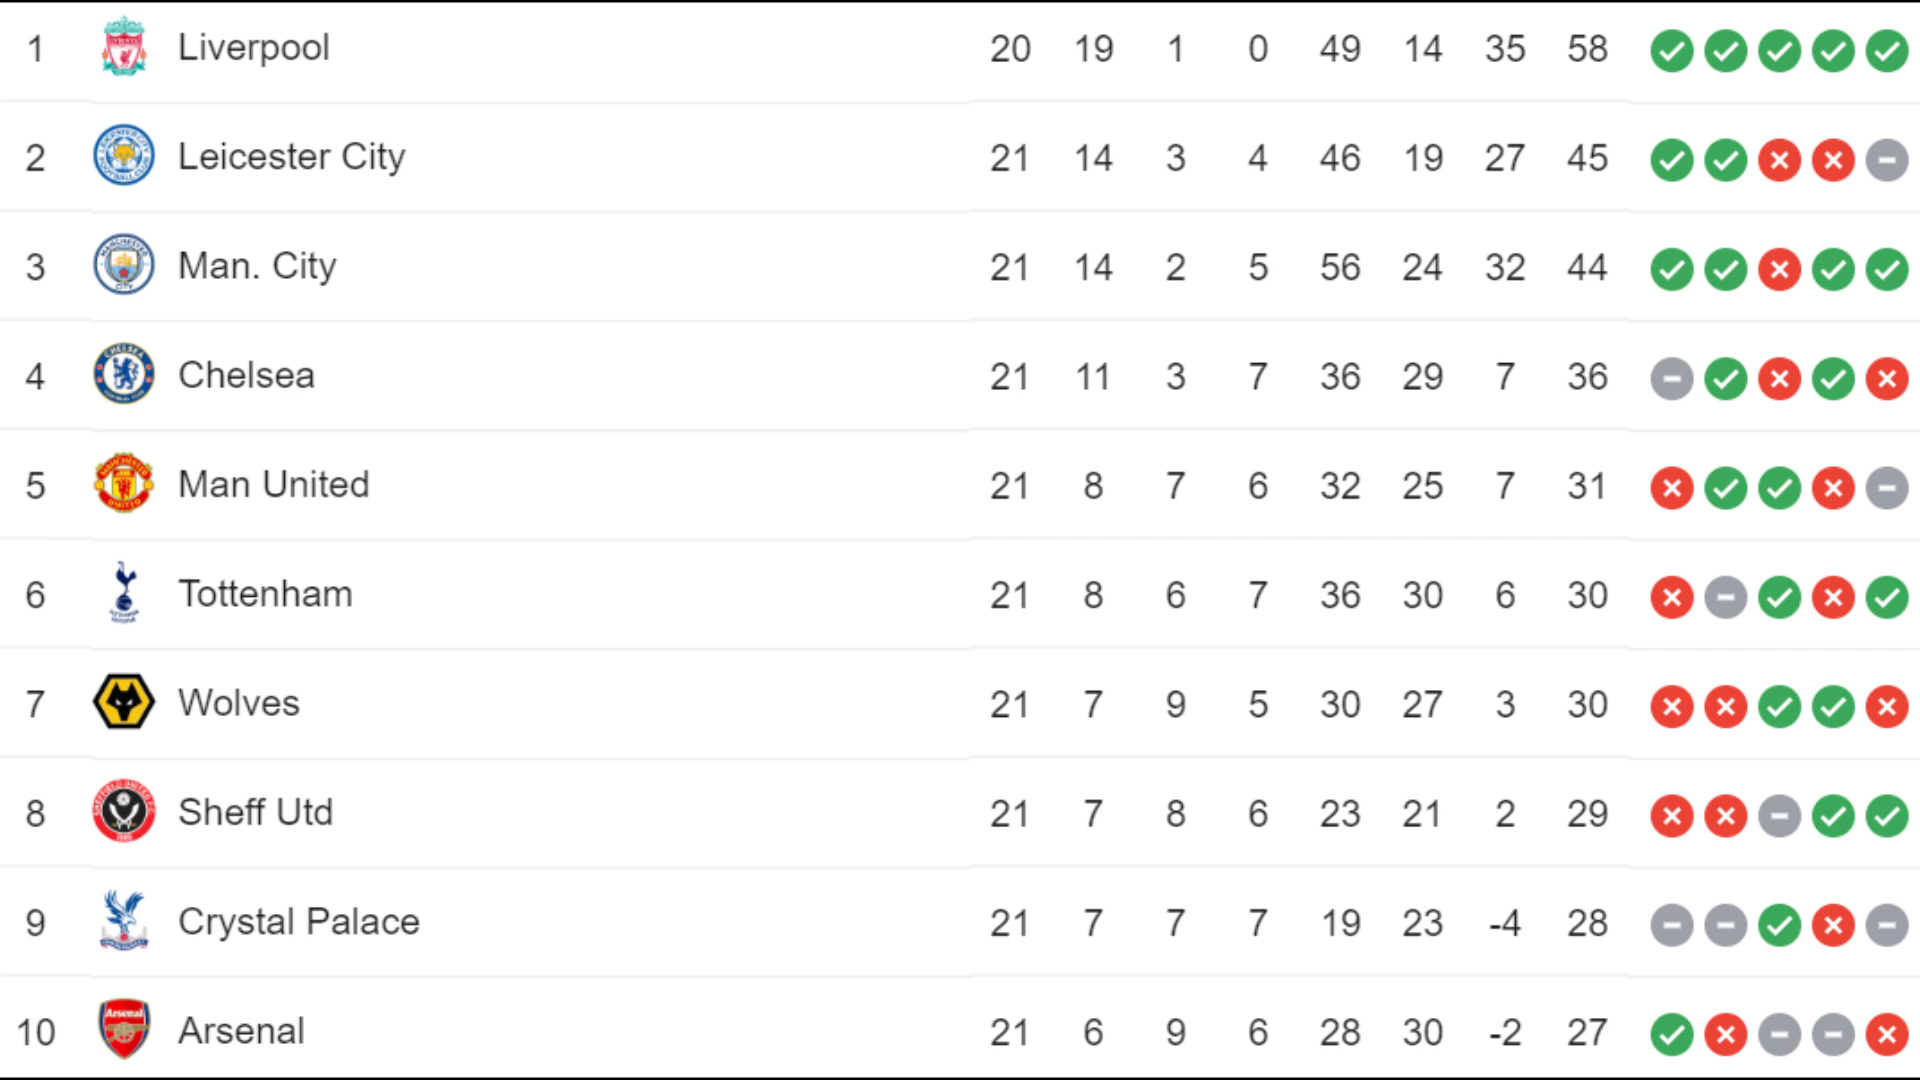 1 Liverpool 20 19 1 0 49 14 35 58
2 Leicester City 21 14 3 4 46 19 27 45
3 Man. City 21 14 2 5 56 24 32 44
4 Chelsea 21 11 3 7 36 29 7 36
5 Man United 21 8 7 6 32 25 7 31
6 Tottenham 21 8 6 7 36 30 6 30
7 Wolves 21 7 9 5 30 27 3 30
8 Sheff Utd 21 7 8 6 23 21 2 29
9 Crystal Palace 21 7 7 7 19 23 -4 28
10 Arsenal 21 6 9 6 28 30 -2 27